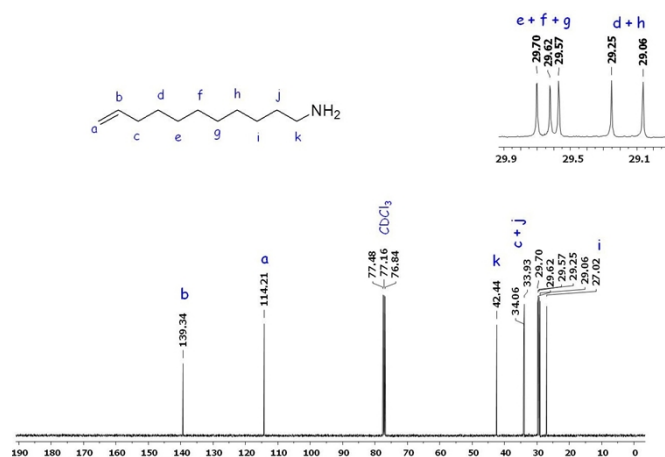 e + f + g
d + h
29.70
29.62
29.57
29.25
29.06
29.9
29.5
29.1
b
d
f
h
j
NH2
a
c
e
g
i
k
CDCl3
c + j
b
a
k
i
139.34
114.21
77.48
77.16
76.84
42.44
34.06
33.93
29.70
29.62
29.57
29.25
29.06
27.02
190 180 170 160 150 140 130 120 110 100 90 80 70 60 50 40 30 20 10 0